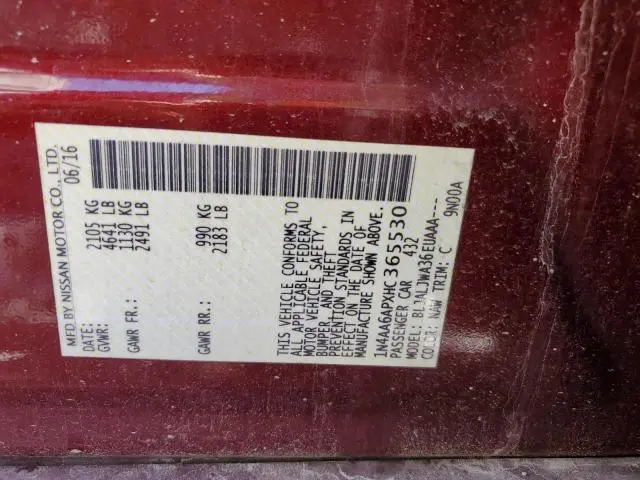 MFD BY NISSAN MOTOR CO., LTD.
DATE: 06/16
GVWR: 2105 KG
4641 LB
GAWR FR.: 1130 KG
2491 LB
GAWR RR.: 990 KG
2183 LB
THIS VEHICLE CONFORMS TO
ALL APPLICABLE FEDERAL
MOTOR VEHICLE SAFETY,
BUMPER, AND THEFT
PREVENTION STANDARDS IN
EFFECT ON THE DATE OF
MANUFACTURE SHOWN ABOVE.
1N4AA6APXHC365530
PASSENGER CAR 432
MODEL: BLJALJWA36EUAAA---
COLOR: NAW TRIM: C 9N00A